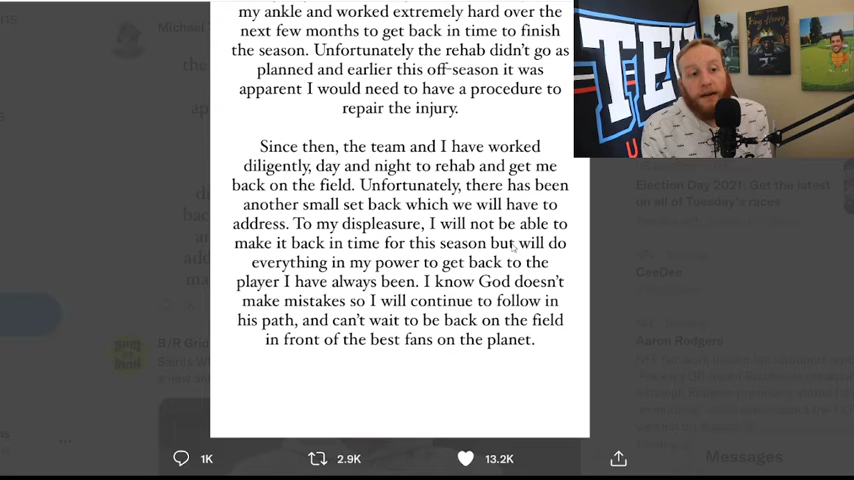 my ankle and worked extremely hard over the
next few months to get back in time to finish
the season. Unfortunately the rehab didn't go as
planned and earlier this off-season it was
apparent I would need to have a procedure to
repair the injury.
Since then, the team and I have worked
diligently, day and night to rehab and get me
back on the field. Unfortunately, there has been
another small set back which we will have to
address. To my displeasure, I will not be able to
make it back in time for this season but will do
everything in my power to get back to the
player I have always been. I know God doesn't
make mistakes so I will continue to follow in
his path, and can't wait to be back on the field
in front of the best fans on the planet.
1K
2.9K
13.2K
Michael
B/R Grid
Saints W
Election Day 2021: Get the latest
on all of Tuesday's races
CeeDee
Aaron Rodgers
Messages